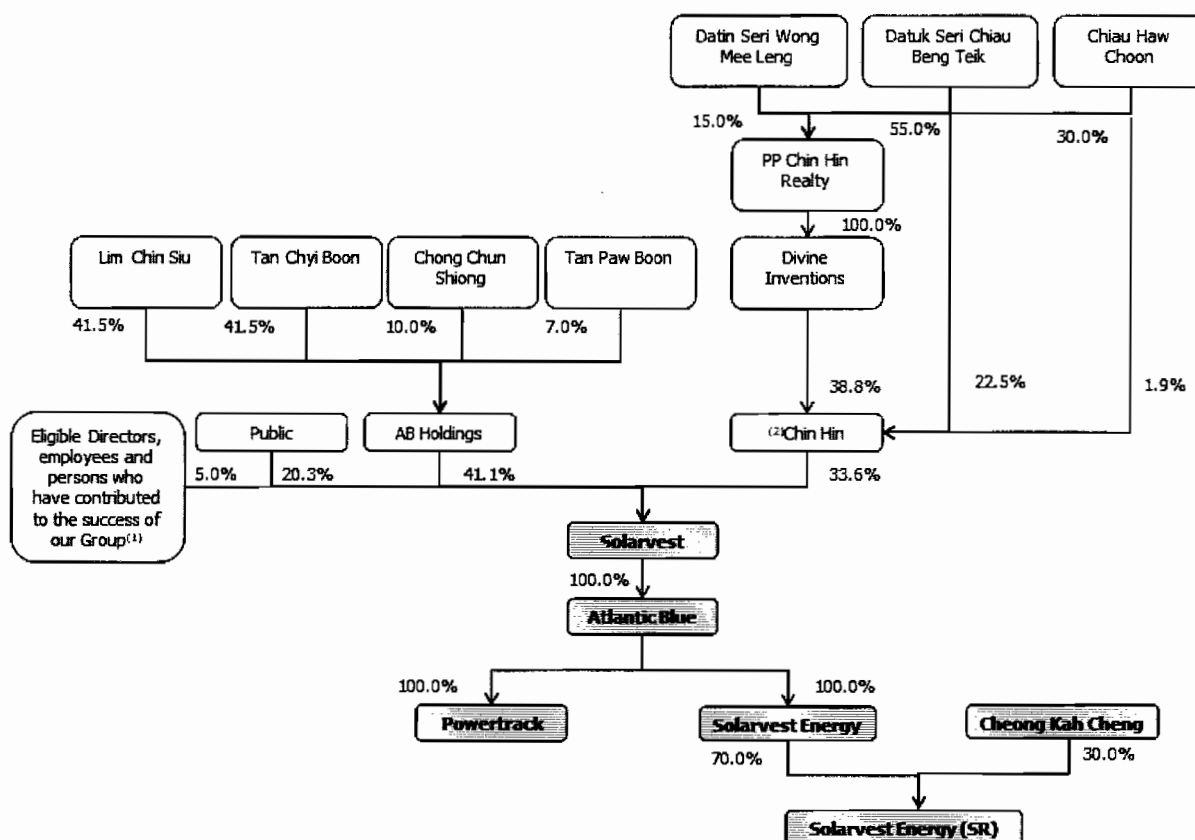 Datin Seri Wong
Mee Leng
Datuk Seri Chiau
Beng Teik
Chiau Haw
Choon
15.0%
55.0%
30.0%
PP Chin Hin
Realty
100.0%
Divine
Inventions
Lim Chin Siu
Tan Chyi Boon
Chong Chun
Shiong
Tan Paw Boon
41.5%
41.5%
10.0%
7.0%
38.8%
22.5%
1.9%
Eligible Directors,
employees and
persons who
have contributed
to the success of
our Group(1)
Public
AB Holdings
(2)Chin Hin
5.0%
20.3%
41.1%
33.6%
Solarvest
100.0%
Atlantic Blue
100.0%
100.0%
Powertrack
Solarvest Energy
Cheong Kah Cheng
70.0%
30.0%
Solarvest Energy (SR)